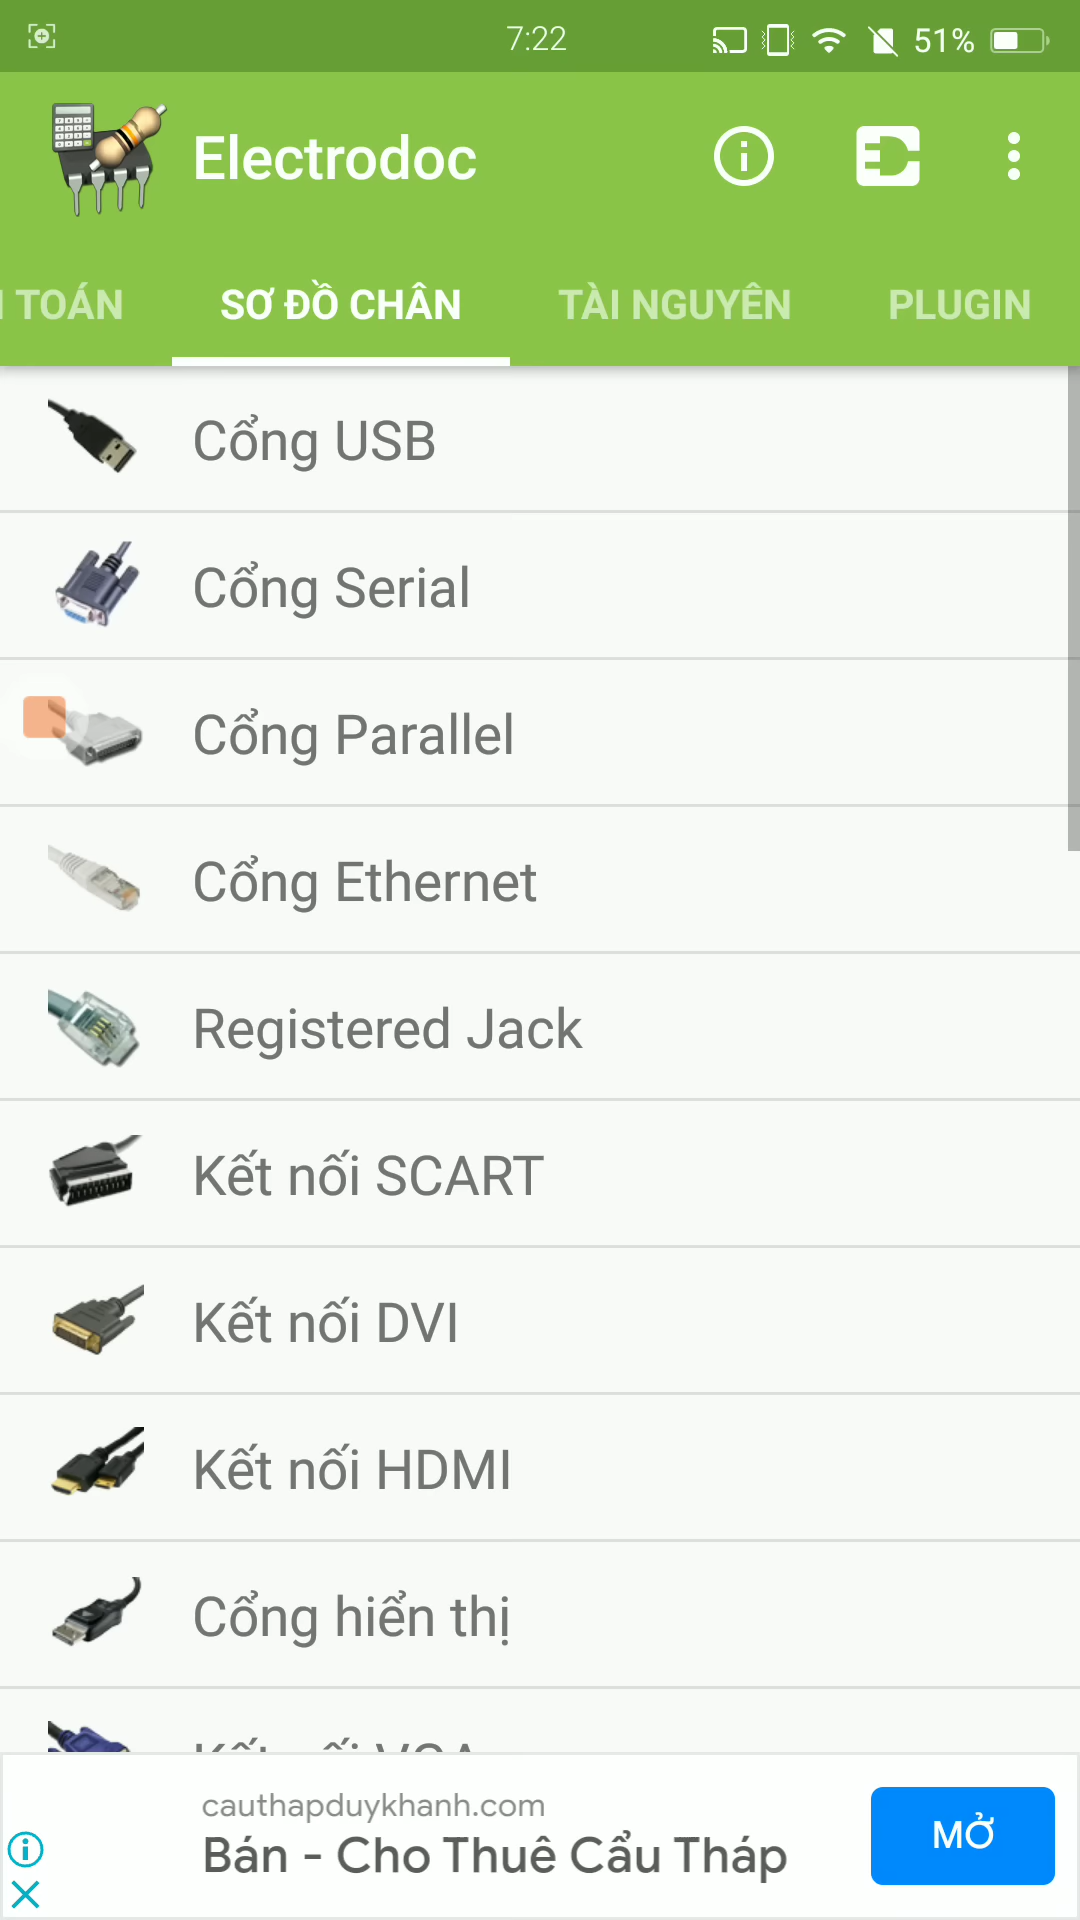 7:22
51%
Electrodoc
TOÁN
SƠ ĐỒ CHÂN
TÀI NGUYÊN
PLUGIN
Cổng USB
Cổng Serial
Cổng Parallel
Cổng Ethernet
Registered Jack
Kết nối SCART
Kết nối DVI
Kết nối HDMI
Cổng hiển thị
Kết nối VGA
cauthapduykhanh.com
Bán - Cho Thuê Cẩu Tháp
MỞ